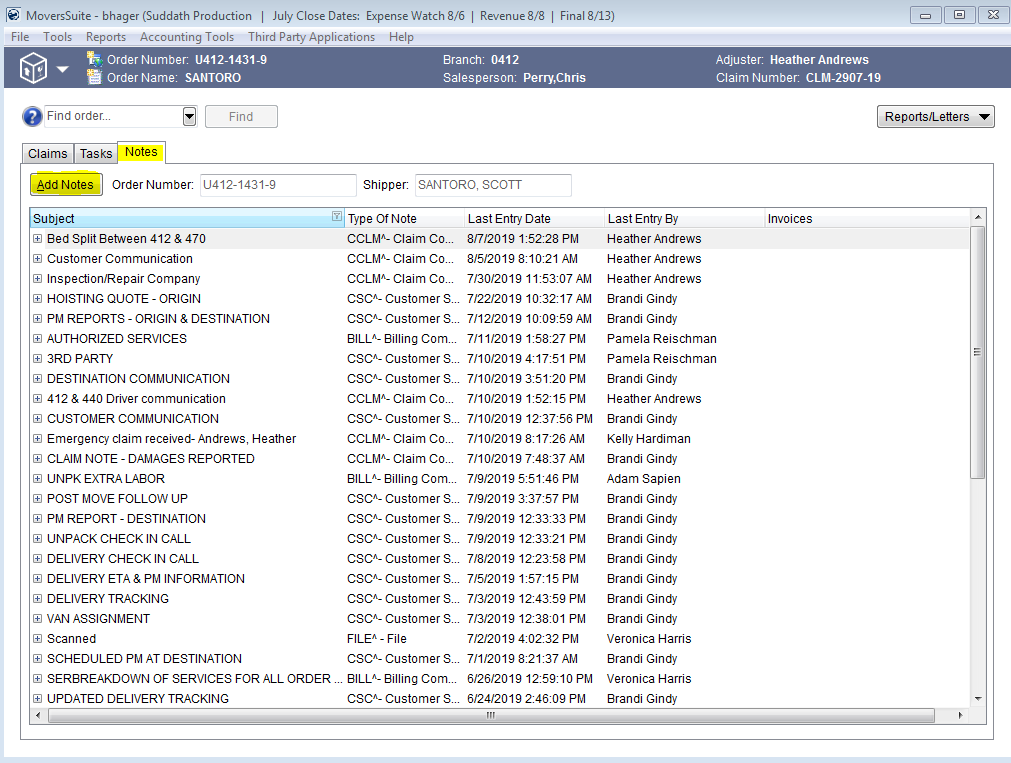 MoversSuite - bhager (Suddath Production | July Close Dates: Expense Watch 8/6 | Revenue 8/8 | Final 8/13)
File Tools Reports Accounting Tools Third Party Applications Help
Order Number: U412-1431-9 Branch: 0412 Adjuster: Heather Andrews
Order Name: SANTORO Salesperson: Perry,Chris Claim Number: CLM-2907-19
Find order... Find Reports/Letters
Claims Tasks Notes
Add Notes Order Number: U412-1431-9 Shipper: SANTORO, SCOTT
Subject Type Of Note Last Entry Date Last Entry By Invoices
Bed Split Between 412 & 470 CCLM^- Claim Co... 8/7/2019 1:52:28 PM Heather Andrews
Customer Communication CCLM^- Claim Co... 8/5/2019 8:10:21 AM Heather Andrews
Inspection/Repair Company CCLM^- Claim Co... 7/30/2019 11:53:07 AM Heather Andrews
HOISTING QUOTE - ORIGIN CSC^- Customer S... 7/22/2019 10:32:17 AM Brandi Gindy
PM REPORTS - ORIGIN & DESTINATION CSC^- Customer S... 7/12/2019 10:09:59 AM Brandi Gindy
AUTHORIZED SERVICES BILL^- Billing Com... 7/11/2019 1:58:27 PM Pamela Reischman
3RD PARTY CSC^- Customer S... 7/10/2019 4:17:51 PM Pamela Reischman
DESTINATION COMMUNICATION CSC^- Customer S... 7/10/2019 3:51:20 PM Brandi Gindy
412 & 440 Driver communication CCLM^- Claim Co... 7/10/2019 1:52:15 PM Heather Andrews
CUSTOMER COMMUNICATION CSC^- Customer S... 7/10/2019 12:37:56 PM Brandi Gindy
Emergency claim received- Andrews, Heather CCLM^- Claim Co... 7/10/2019 8:17:26 AM Kelly Hardiman
CLAIM NOTE - DAMAGES REPORTED CCLM^- Claim Co... 7/10/2019 7:48:37 AM Brandi Gindy
UNPK EXTRA LABOR BILL^- Billing Com... 7/9/2019 5:51:46 PM Adam Sapien
POST MOVE FOLLOW UP CSC^- Customer S... 7/9/2019 3:37:57 PM Brandi Gindy
PM REPORT - DESTINATION CSC^- Customer S... 7/9/2019 12:33:33 PM Brandi Gindy
UNPACK CHECK IN CALL CSC^- Customer S... 7/9/2019 12:33:21 PM Brandi Gindy
DELIVERY CHECK IN CALL CSC^- Customer S... 7/8/2019 12:23:58 PM Brandi Gindy
DELIVERY ETA & PM INFORMATION CSC^- Customer S... 7/5/2019 1:57:15 PM Brandi Gindy
DELIVERY TRACKING CSC^- Customer S... 7/3/2019 12:43:59 PM Brandi Gindy
VAN ASSIGNMENT CSC^- Customer S... 7/3/2019 12:38:01 PM Brandi Gindy
Scanned FILE^ - File 7/2/2019 4:02:32 PM Veronica Harris
SCHEDULED PM AT DESTINATION CSC^- Customer S... 7/1/2019 8:21:37 AM Brandi Gindy
SERBREAKDOWN OF SERVICES FOR ALL ORDER ... BILL^- Billing Com... 6/26/2019 12:59:10 PM Veronica Harris
UPDATED DELIVERY TRACKING CSC^- Customer S... 6/24/2019 2:46:09 PM Brandi Gindy